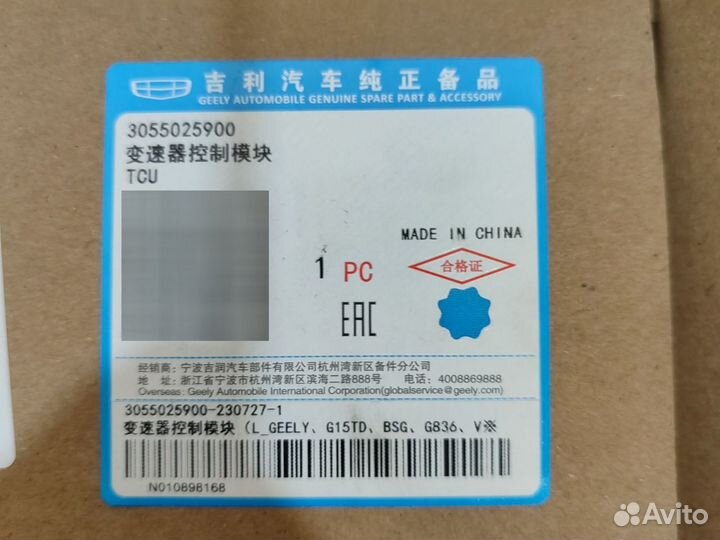 吉利汽车纯正备品
GEELY AUTOMOBILE GENUINE SPARE PART & ACCESSORY
3055025900
变速器控制模块
TCU
MADE IN CHINA
1 PC
合格证
EAC
经销商：宁波吉润汽车部件有限公司杭州湾新区备件分公司
地　址：浙江省宁波市杭州湾新区滨海二路888号　电话：4008869888
Overseas: Geely Automobile International Corporation(globalservice@geely.com)
3055025900-230727-1
变速器控制模块（L_GEELY、G15TD、BSG、GB36、V※
N010898168
Avito